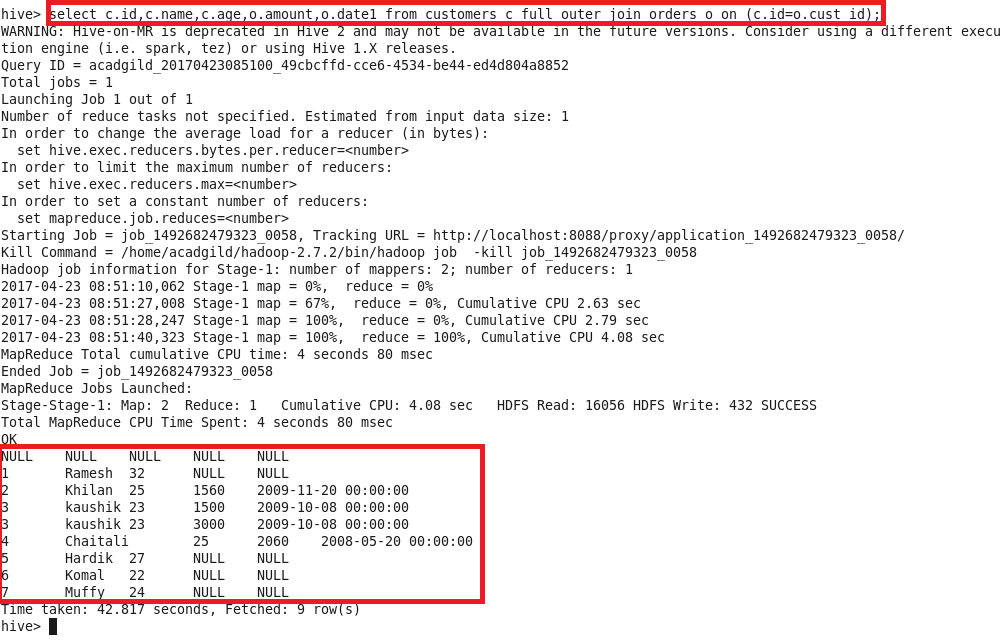 hive> select c.id,c.name,c.age,o.amount,o.date1 from customers c full outer join orders o on (c.id=o.cust_id);
WARNING: Hive-on-MR is deprecated in Hive 2 and may not be available in the future versions. Consider using a different execu
tion engine (i.e. spark, tez) or using Hive 1.X releases.
Query ID = acadgild_20170423085100_49cbcffd-cce6-4534-be44-ed4d804a8852
Total jobs = 1
Launching Job 1 out of 1
Number of reduce tasks not specified. Estimated from input data size: 1
In order to change the average load for a reducer (in bytes):
  set hive.exec.reducers.bytes.per.reducer=<number>
In order to limit the maximum number of reducers:
  set hive.exec.reducers.max=<number>
In order to set a constant number of reducers:
  set mapreduce.job.reduces=<number>
Starting Job = job_1492682479323_0058, Tracking URL = http://localhost:8088/proxy/application_1492682479323_0058/
Kill Command = /home/acadgild/hadoop-2.7.2/bin/hadoop job  -kill job_1492682479323_0058
Hadoop job information for Stage-1: number of mappers: 2; number of reducers: 1
2017-04-23 08:51:10,062 Stage-1 map = 0%,  reduce = 0%
2017-04-23 08:51:27,008 Stage-1 map = 67%,  reduce = 0%, Cumulative CPU 2.63 sec
2017-04-23 08:51:28,247 Stage-1 map = 100%,  reduce = 0%, Cumulative CPU 2.79 sec
2017-04-23 08:51:40,323 Stage-1 map = 100%,  reduce = 100%, Cumulative CPU 4.08 sec
MapReduce Total cumulative CPU time: 4 seconds 80 msec
Ended Job = job_1492682479323_0058
MapReduce Jobs Launched:
Stage-Stage-1: Map: 2  Reduce: 1   Cumulative CPU: 4.08 sec   HDFS Read: 16056 HDFS Write: 432 SUCCESS
Total MapReduce CPU Time Spent: 4 seconds 80 msec
OK
NULL    NULL    NULL    NULL    NULL
1       Ramesh  32      NULL    NULL
2       Khilan  25      1560    2009-11-20 00:00:00
3       kaushik 23      1500    2009-10-08 00:00:00
3       kaushik 23      3000    2009-10-08 00:00:00
4       Chaitali        25      2060    2008-05-20 00:00:00
5       Hardik  27      NULL    NULL
6       Komal   22      NULL    NULL
7       Muffy   24      NULL    NULL
Time taken: 42.817 seconds, Fetched: 9 row(s)
hive>